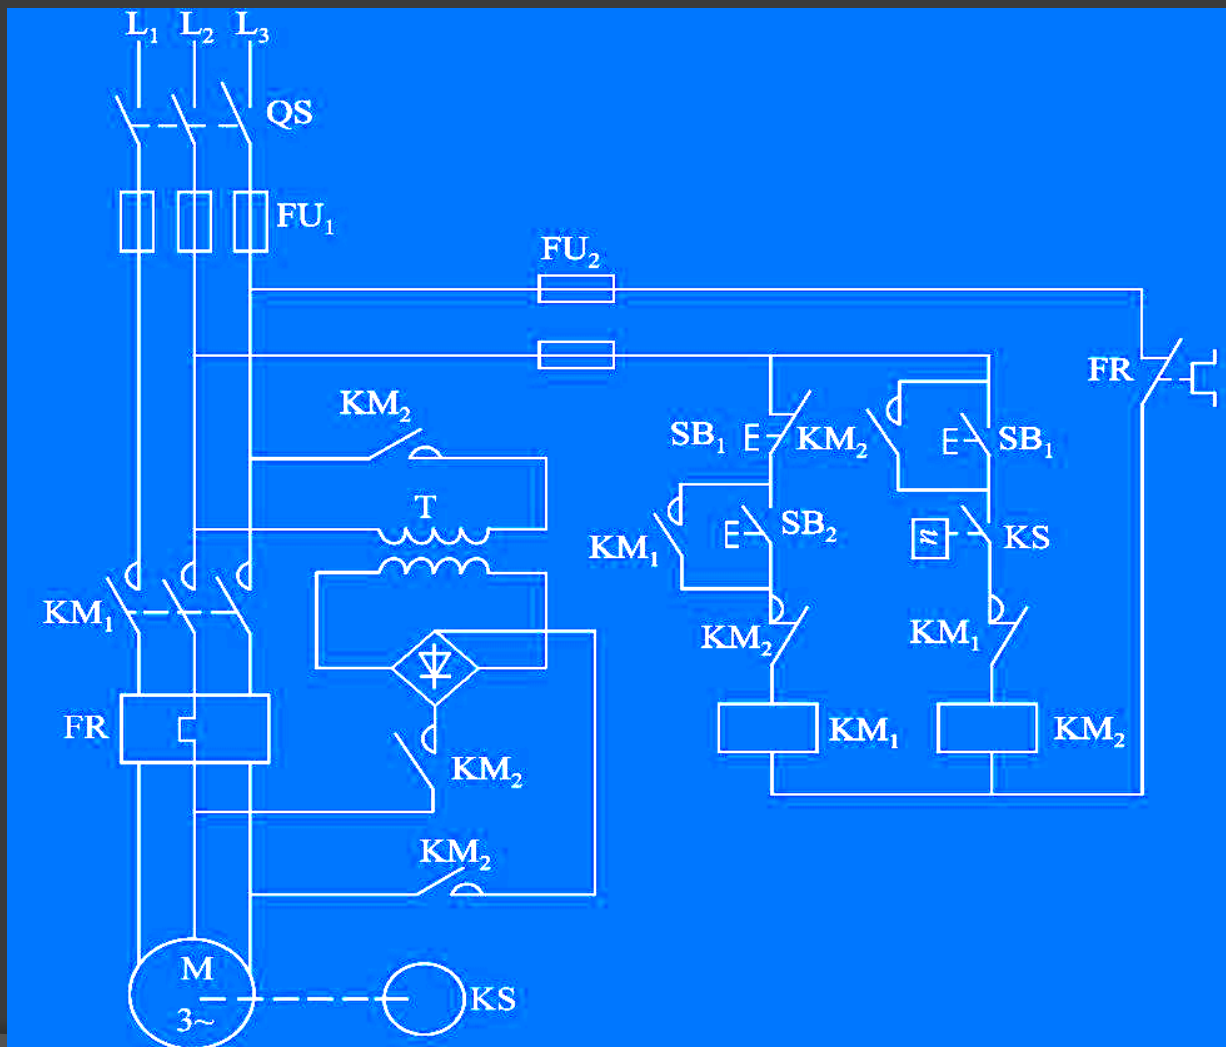 L₁ L₂ L₃
QS
FU₁
FU₂
FR
KM₂
SB₁ KM₂ SB₁
T
KM₁ SB₂ n KS
KM₁
KM₂ KM₁
FR
KM₁ KM₂
KM₂
KM₂
M
3~
KS